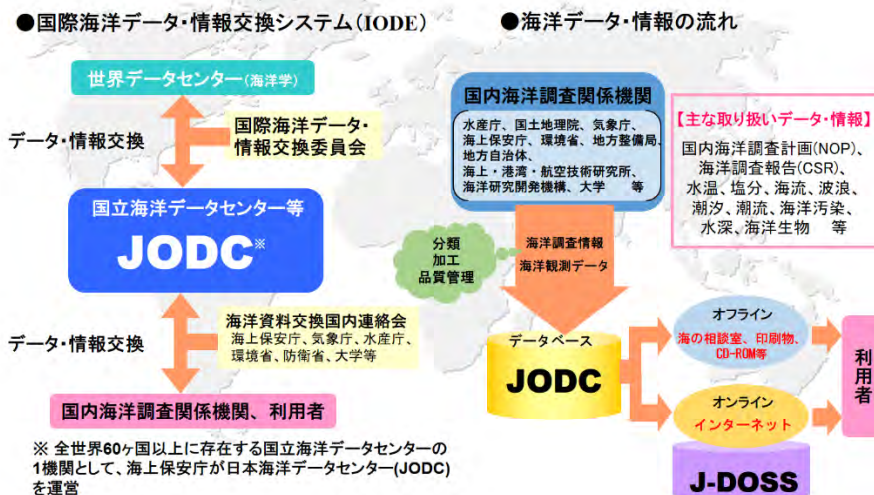 ●国際海洋データ・情報交換システム(IODE)
世界データセンター(海洋学)
データ・情報交換
国際海洋データ・
情報交換委員会
国立海洋データセンター等
JODC※
データ・情報交換
海洋資料交換国内連絡会
海上保安庁、気象庁、水産庁、
環境省、防衛省、大学等
国内海洋調査関係機関、利用者
※ 全世界60ヶ国以上に存在する国立海洋データセンターの
1機関として、海上保安庁が日本海洋データセンター(JODC)
を運営
●海洋データ・情報の流れ
国内海洋調査関係機関
水産庁、国土地理院、気象庁、
海上保安庁、環境省、地方整備局、
地方自治体、
海上・港湾・航空技術研究所、
海洋研究開発機構、大学 等
【主な取り扱いデータ・情報】
国内海洋調査計画(NOP)、
海洋調査報告(CSR)、
水温、塩分、海流、波浪、
潮汐、潮流、海洋汚染、
水深、海洋生物 等
分類
加工
品質管理
海洋調査情報
海洋観測データ
データベース
JODC
オフライン
海の相談室、印刷物、
CD-ROM等
オンライン
インターネット
J-DOSS
利用者